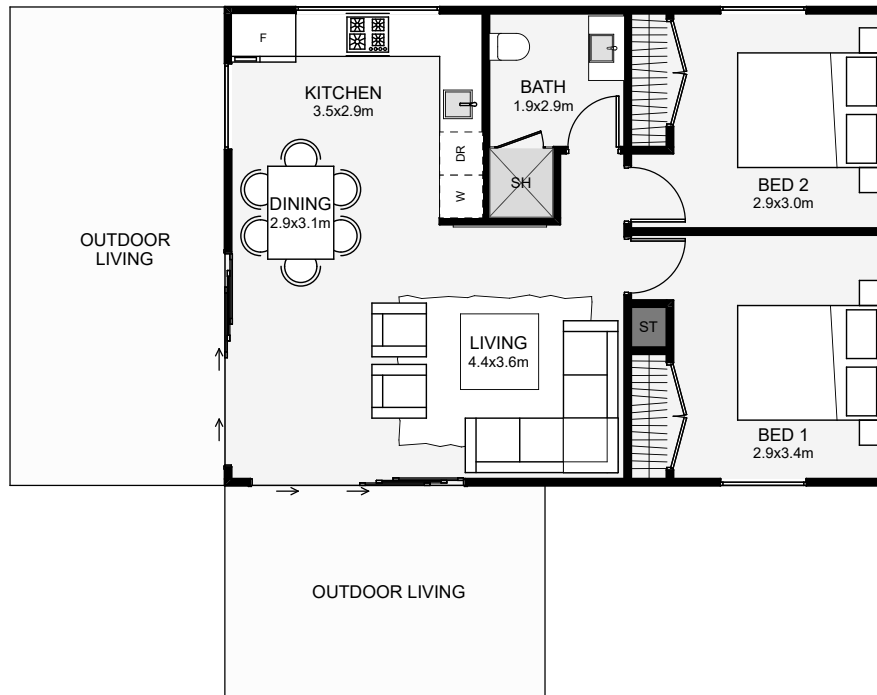 F
KITCHEN
3.5x2.9m
BATH
1.9x2.9m
DR
W
SH
DINING
2.9x3.1m
BED 2
2.9x3.0m
OUTDOOR
LIVING
ST
LIVING
4.4x3.6m
BED 1
2.9x3.4m
OUTDOOR LIVING